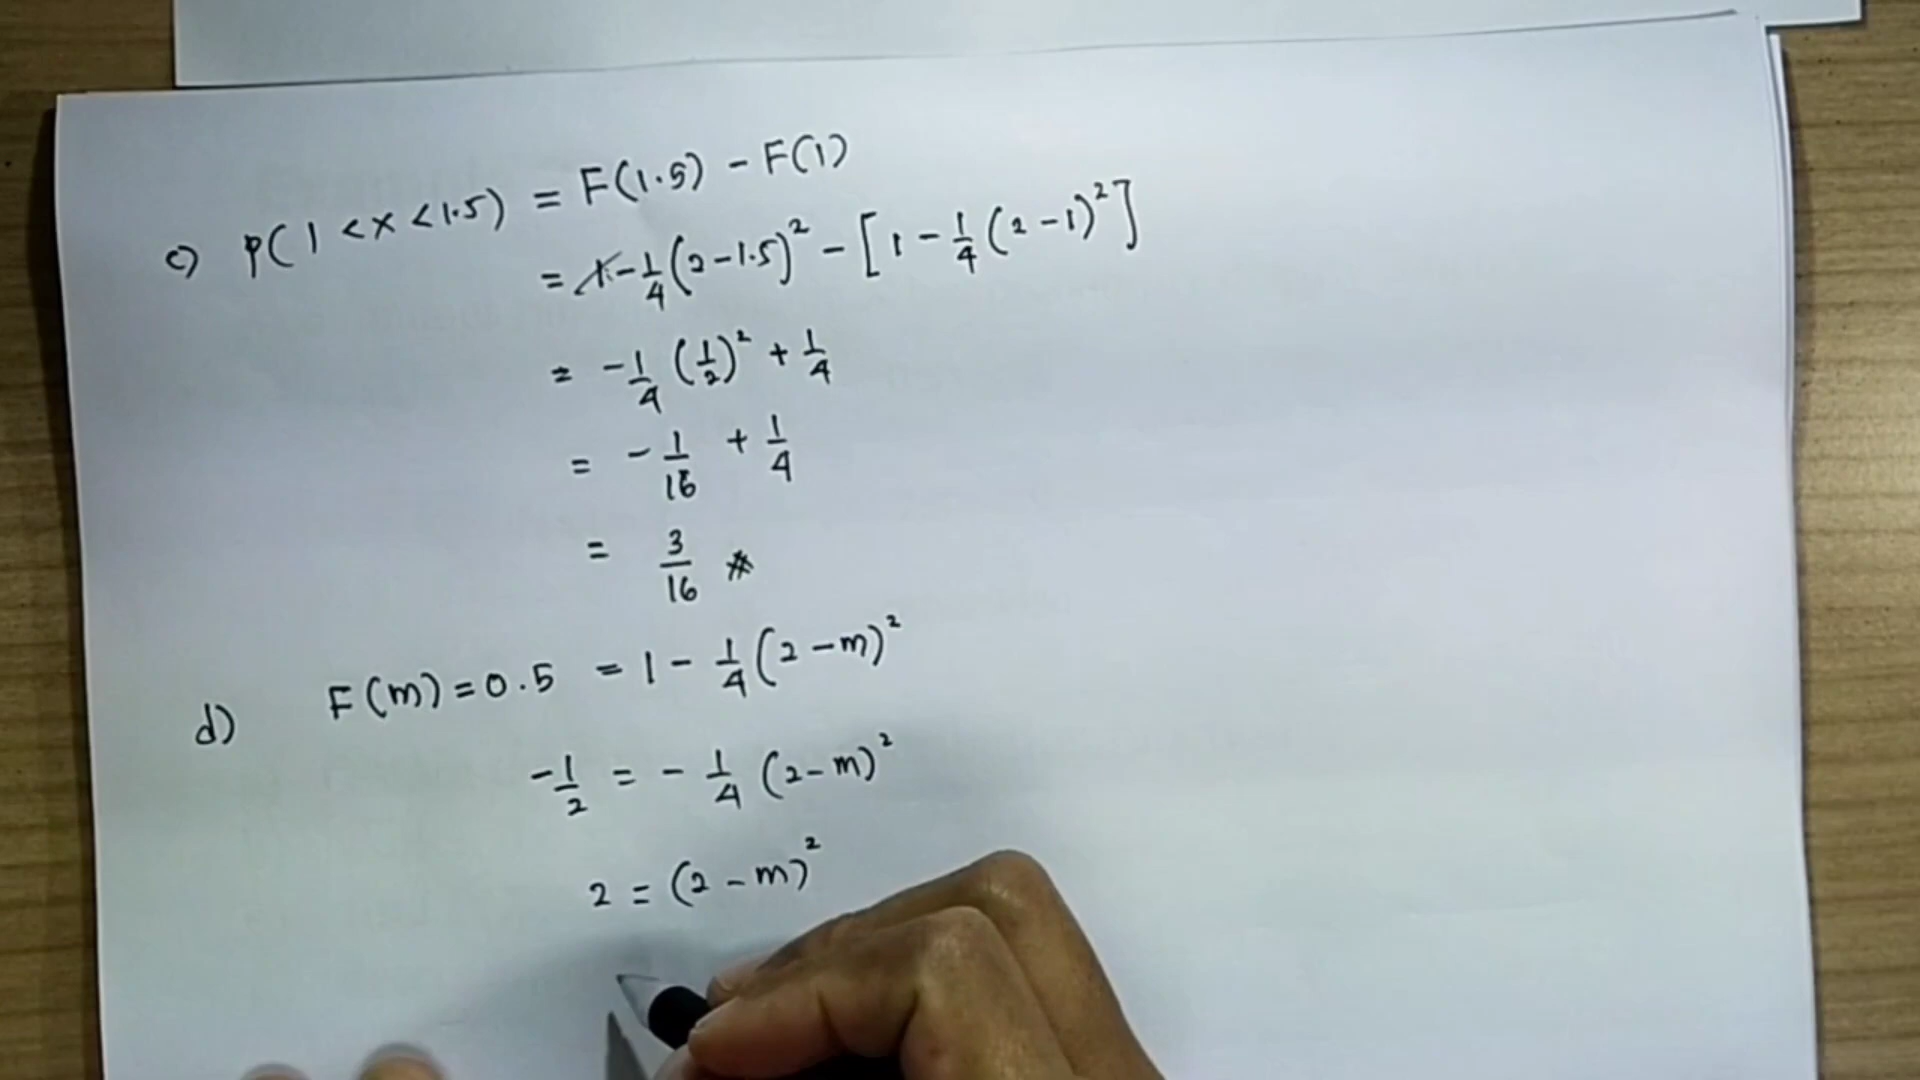 c) P(1 < x < 1.5) = F(1.5) - F(1)
= 1 - 1/4 (2 - 1.5)² - [1 - 1/4 (2 - 1)²]
= - 1/4 (1/2)² + 1/4
= - 1/16 + 1/4
= 3/16 *
d) F(m) = 0.5 = 1 - 1/4 (2 - m)²
- 1/2 = - 1/4 (2 - m)²
2 = (2 - m)²